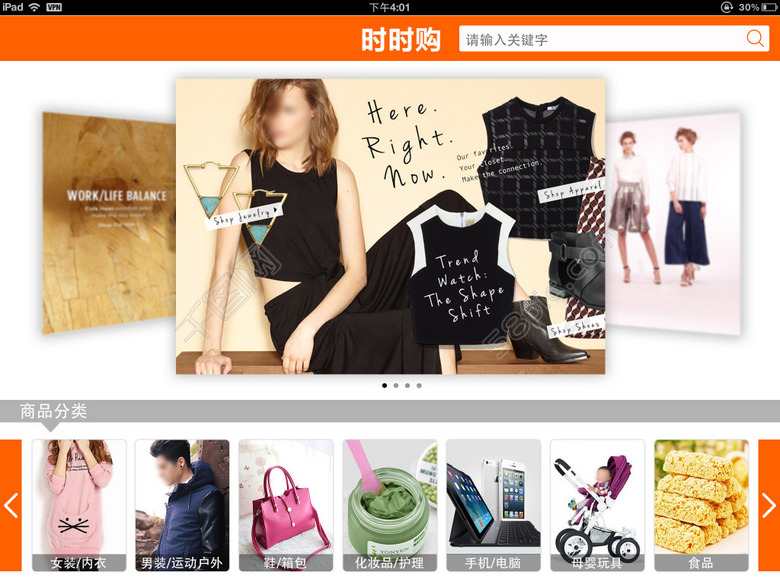 iPad VPN 下午4:01 30%
时时购 请输入关键字
WORK/LIFE BALANCE
Here.
Right.
Now.
Our favorites.
Your closet.
Make the connection.
Shop Apparel
Shop Jewelry
Trend
Watch:
The Shape
Shift
Shop Shoes
商品分类
女装/内衣 男装/运动户外 鞋/箱包 化妆品/护理 手机/电脑 母婴玩具 食品